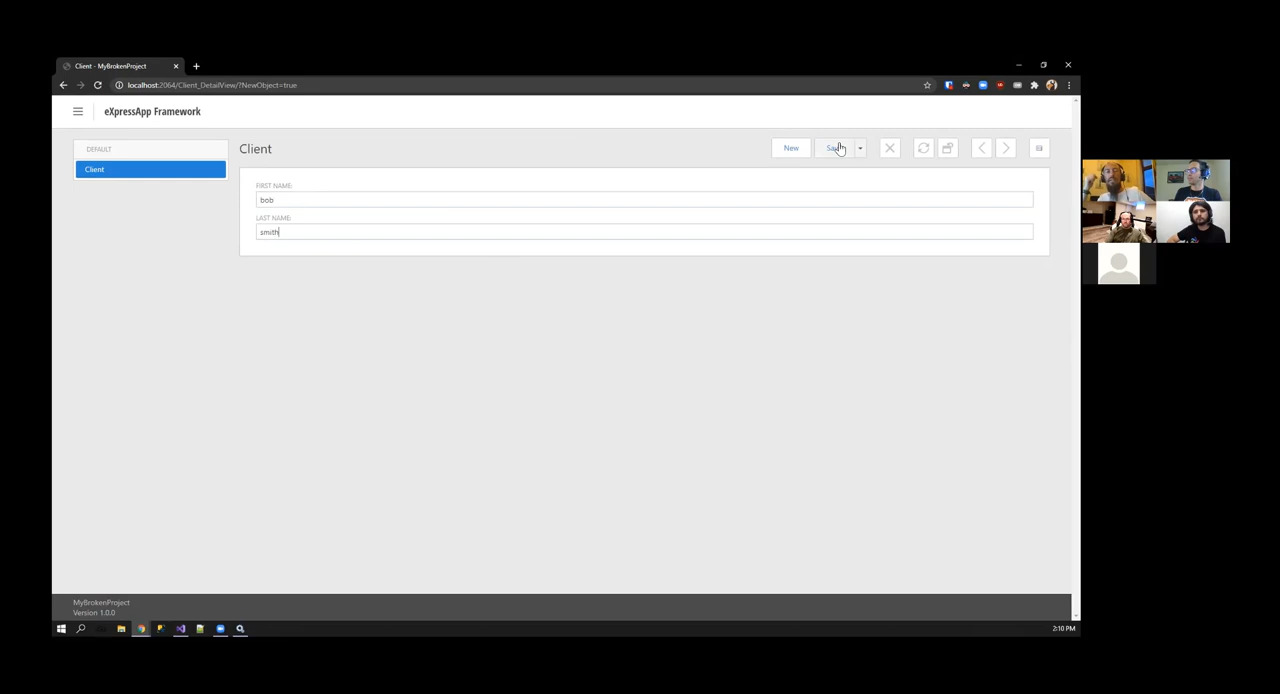 Client - MyBrokenProject
localhost:2064/Client_DetailView/?NewObject=true
eXpressApp Framework
DEFAULT
Client
Client
New
FIRST NAME:
bob
LAST NAME:
smith
MyBrokenProject
Version 1.0.0
2:10 PM